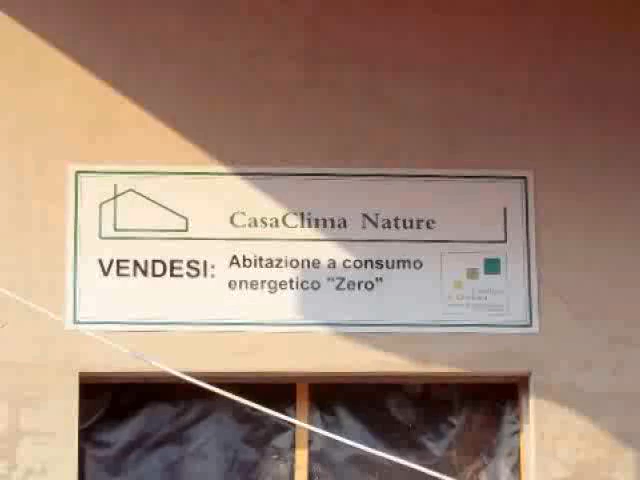 CasaClima Nature
VENDESI: Abitazione a consumo
energetico "Zero"